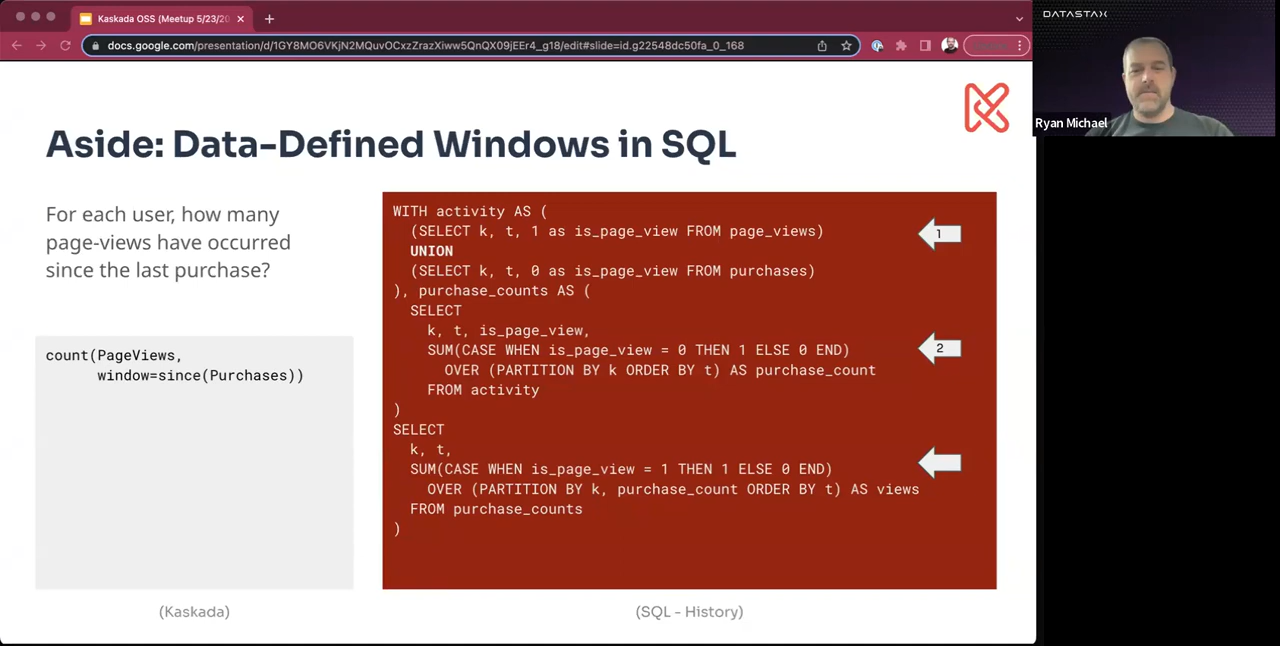 Kaskada OSS (Meetup 5/23/20
docs.google.com/presentation/d/1GY8MO6VKjN2MQuvOCxzZrazXiww5QnQX09jEEr4_g18/edit#slide=id.g22548dc50fa_0_168
DATASTAX
Ryan Michael
Aside: Data-Defined Windows in SQL
For each user, how many
page-views have occurred
since the last purchase?
count(PageViews,
window=since(Purchases))
(Kaskada)
WITH activity AS (
(SELECT k, t, 1 as is_page_view FROM page_views)
1
UNION
(SELECT k, t, 0 as is_page_view FROM purchases)
), purchase_counts AS (
SELECT
k, t, is_page_view,
SUM(CASE WHEN is_page_view = 0 THEN 1 ELSE 0 END)
2
OVER (PARTITION BY k ORDER BY t) AS purchase_count
FROM activity
)
SELECT
k, t,
SUM(CASE WHEN is_page_view = 1 THEN 1 ELSE 0 END)
OVER (PARTITION BY k, purchase_count ORDER BY t) AS views
FROM purchase_counts
)
(SQL - History)